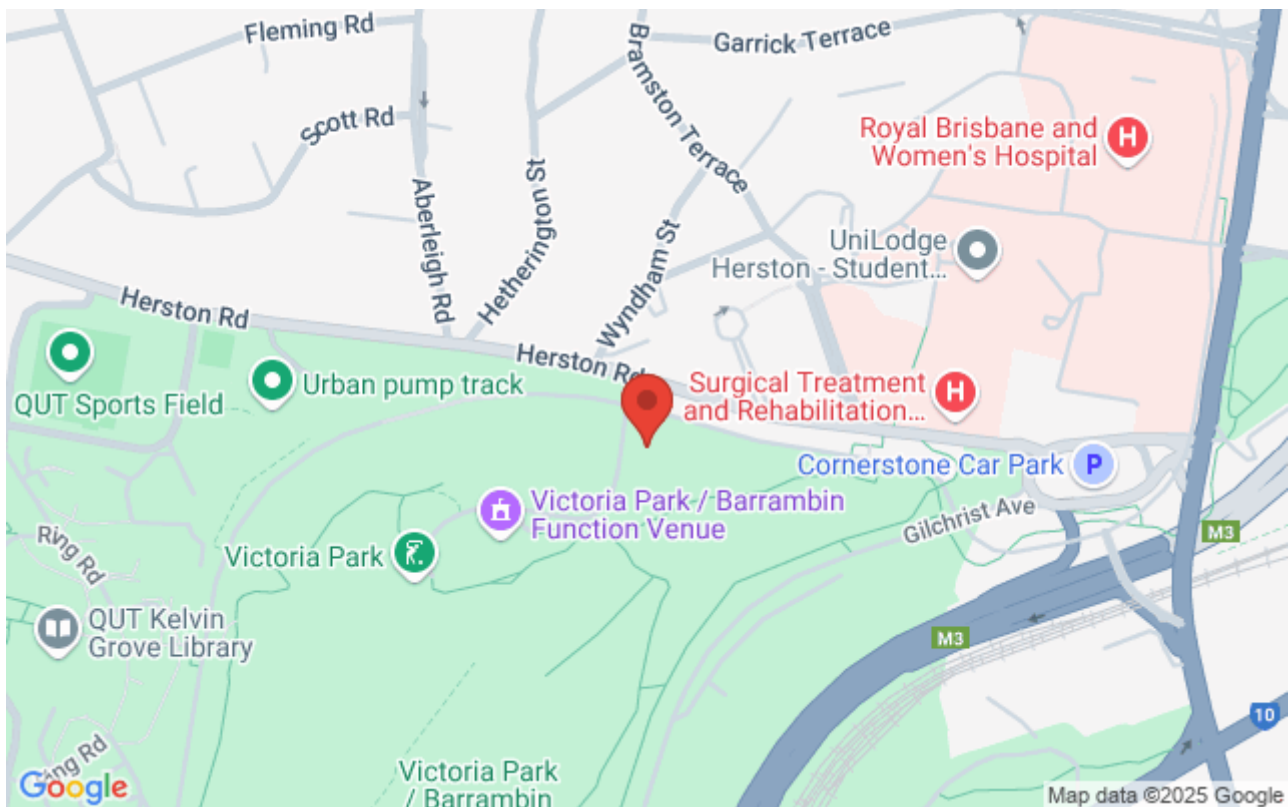 Fleming Rd
Garrick Terrace
Bramston Terrace
Scott Rd
Royal Brisbane and
Women's Hospital
H
Aberleigh Rd
Hetherington St
Wyndham St
UniLodge
Herston - Student...
Herston Rd
Herston Rd
QUT Sports Field
Urban pump track
Surgical Treatment
and Rehabilitation...
H
Cornerstone Car Park
P
Victoria Park / Barrambin
Function Venue
Gilchrist Ave
M3
Victoria Park
Ring Rd
QUT Kelvin
Grove Library
M3
10
Ring Rd
Victoria Park
/ Barrambin
Google
Map data ©2025 Google